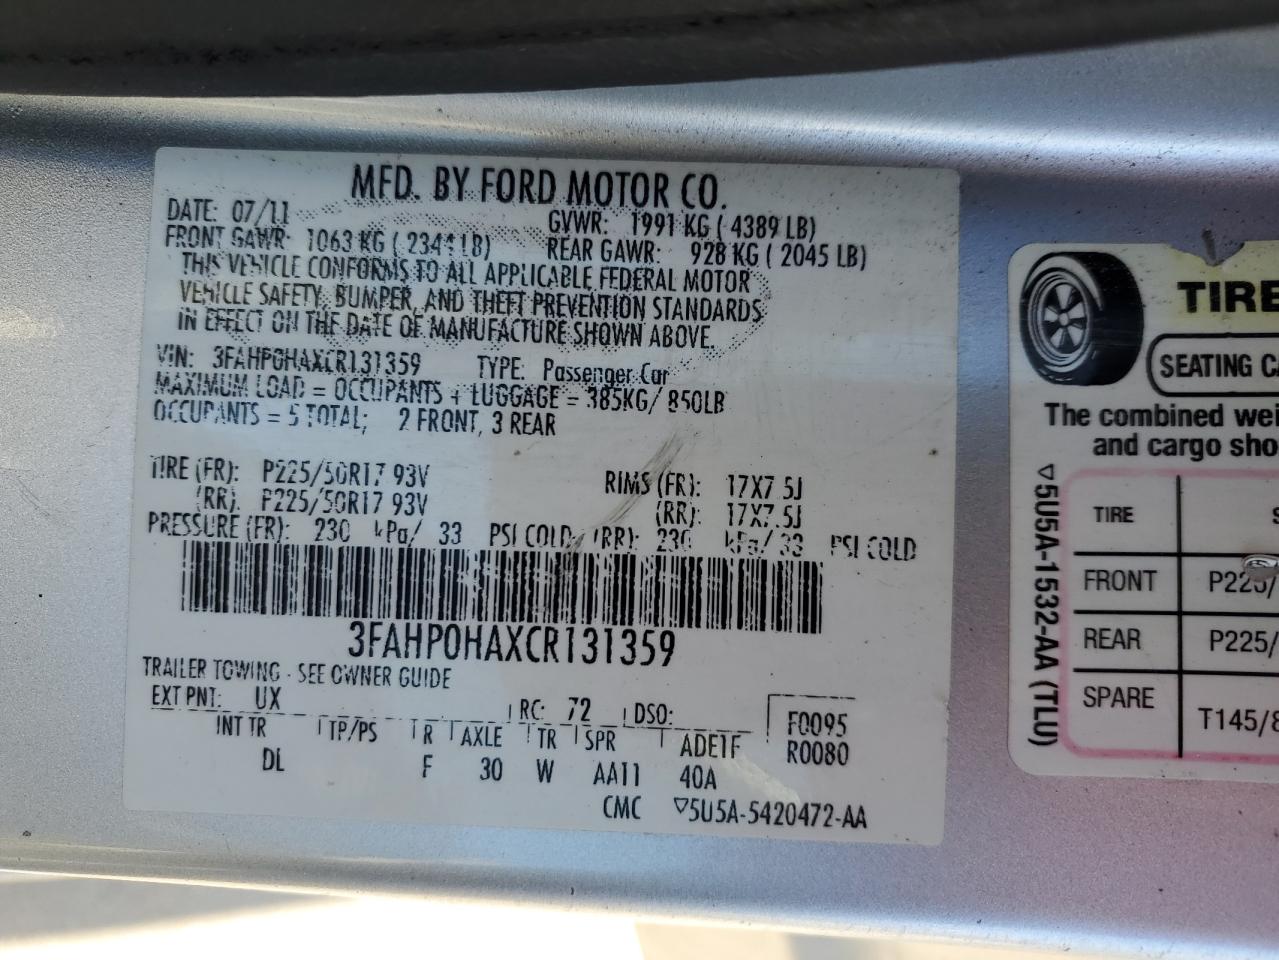 MFD. BY FORD MOTOR CO.
DATE: 07/11 GVWR: 1991 KG ( 4389 LB)
FRONT GAWR: 1063 KG ( 2344 LB) REAR GAWR: 928 KG ( 2045 LB)
THIS VEHICLE CONFORMS TO ALL APPLICABLE FEDERAL MOTOR
VEHICLE SAFETY, BUMPER, AND THEFT PREVENTION STANDARDS
IN EFFECT ON THE DATE OF MANUFACTURE SHOWN ABOVE.
VIN: 3FAHP0HAXCR131359 TYPE: Passenger Car
MAXIMUM LOAD = OCCUPANTS + LUGGAGE = 385KG/ 850LB
OCCUPANTS = 5 TOTAL; 2 FRONT, 3 REAR
TIRE (FR): P225/50R17 93V RIMS (FR): 17X7.5J
(RR): P225/50R17 93V (RR): 17X7.5J
PRESSURE (FR): 230 kPa/ 33 PSI COLD (RR): 230 kPa/ 33 PSI COLD
3FAHP0HAXCR131359
TRAILER TOWING - SEE OWNER GUIDE
EXT PNT: UX RC: 72 DSO: F0095
INT TR TP/PS R AXLE TR SPR ADE1F R0080
DL F 30 W AA11 40A
CMC ▽5U5A-5420472-AA
TIRE
SEATING CA
The combined wei
and cargo sho
TIRE S
FRONT P225/
REAR P225/
SPARE T145/8
▽5U5A-1532-AA (TLU)